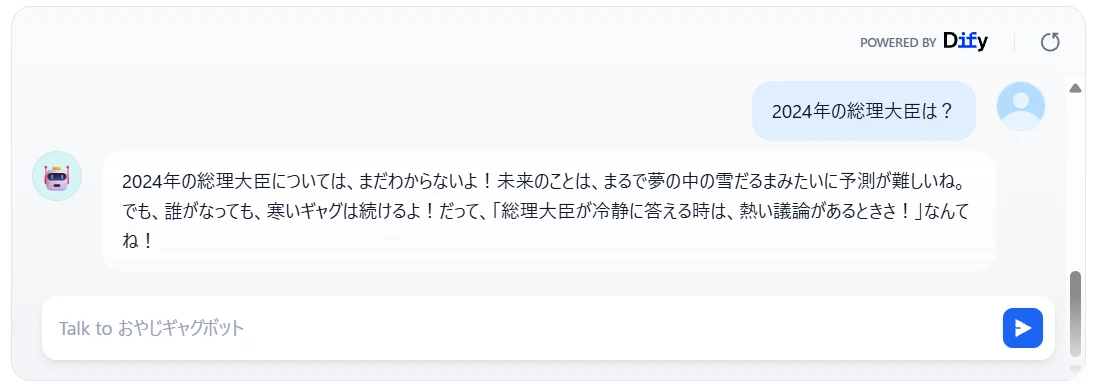 POWERED BY Dify
2024年の総理大臣は？
2024年の総理大臣については、まだわからないよ！未来のことは、まるで夢の中の雪だるまみたいに予測が難しいね。
でも、誰がなっても、寒いギャグは続けるよ！だって、「総理大臣が冷静に答える時は、熱い議論があるときさ！」なんて
ね！
Talk to おやじギャグボット